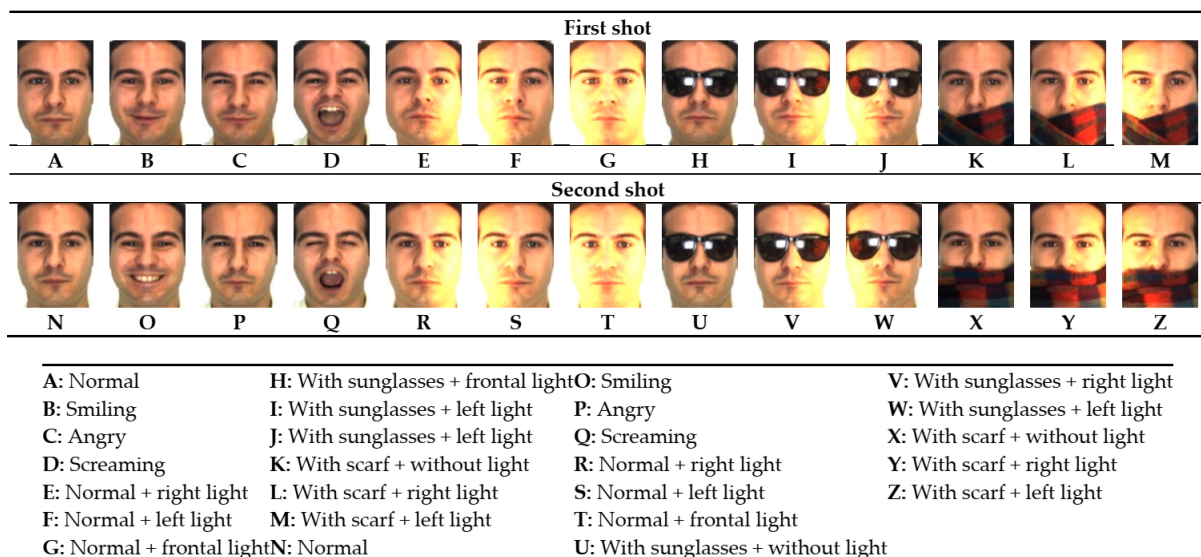 First shot
A B C D E F G H I J K L M
Second shot
N O P Q R S T U V W X Y Z
A: Normal
B: Smiling
C: Angry
D: Screaming
E: Normal + right light
F: Normal + left light
G: Normal + frontal light
H: With sunglasses + frontal light
I: With sunglasses + left light
J: With sunglasses + left light
K: With scarf + without light
L: With scarf + right light
M: With scarf + left light
N: Normal
O: Smiling
P: Angry
Q: Screaming
R: Normal + right light
S: Normal + left light
T: Normal + frontal light
U: With sunglasses + without light
V: With sunglasses + right light
W: With sunglasses + left light
X: With scarf + without light
Y: With scarf + right light
Z: With scarf + left light